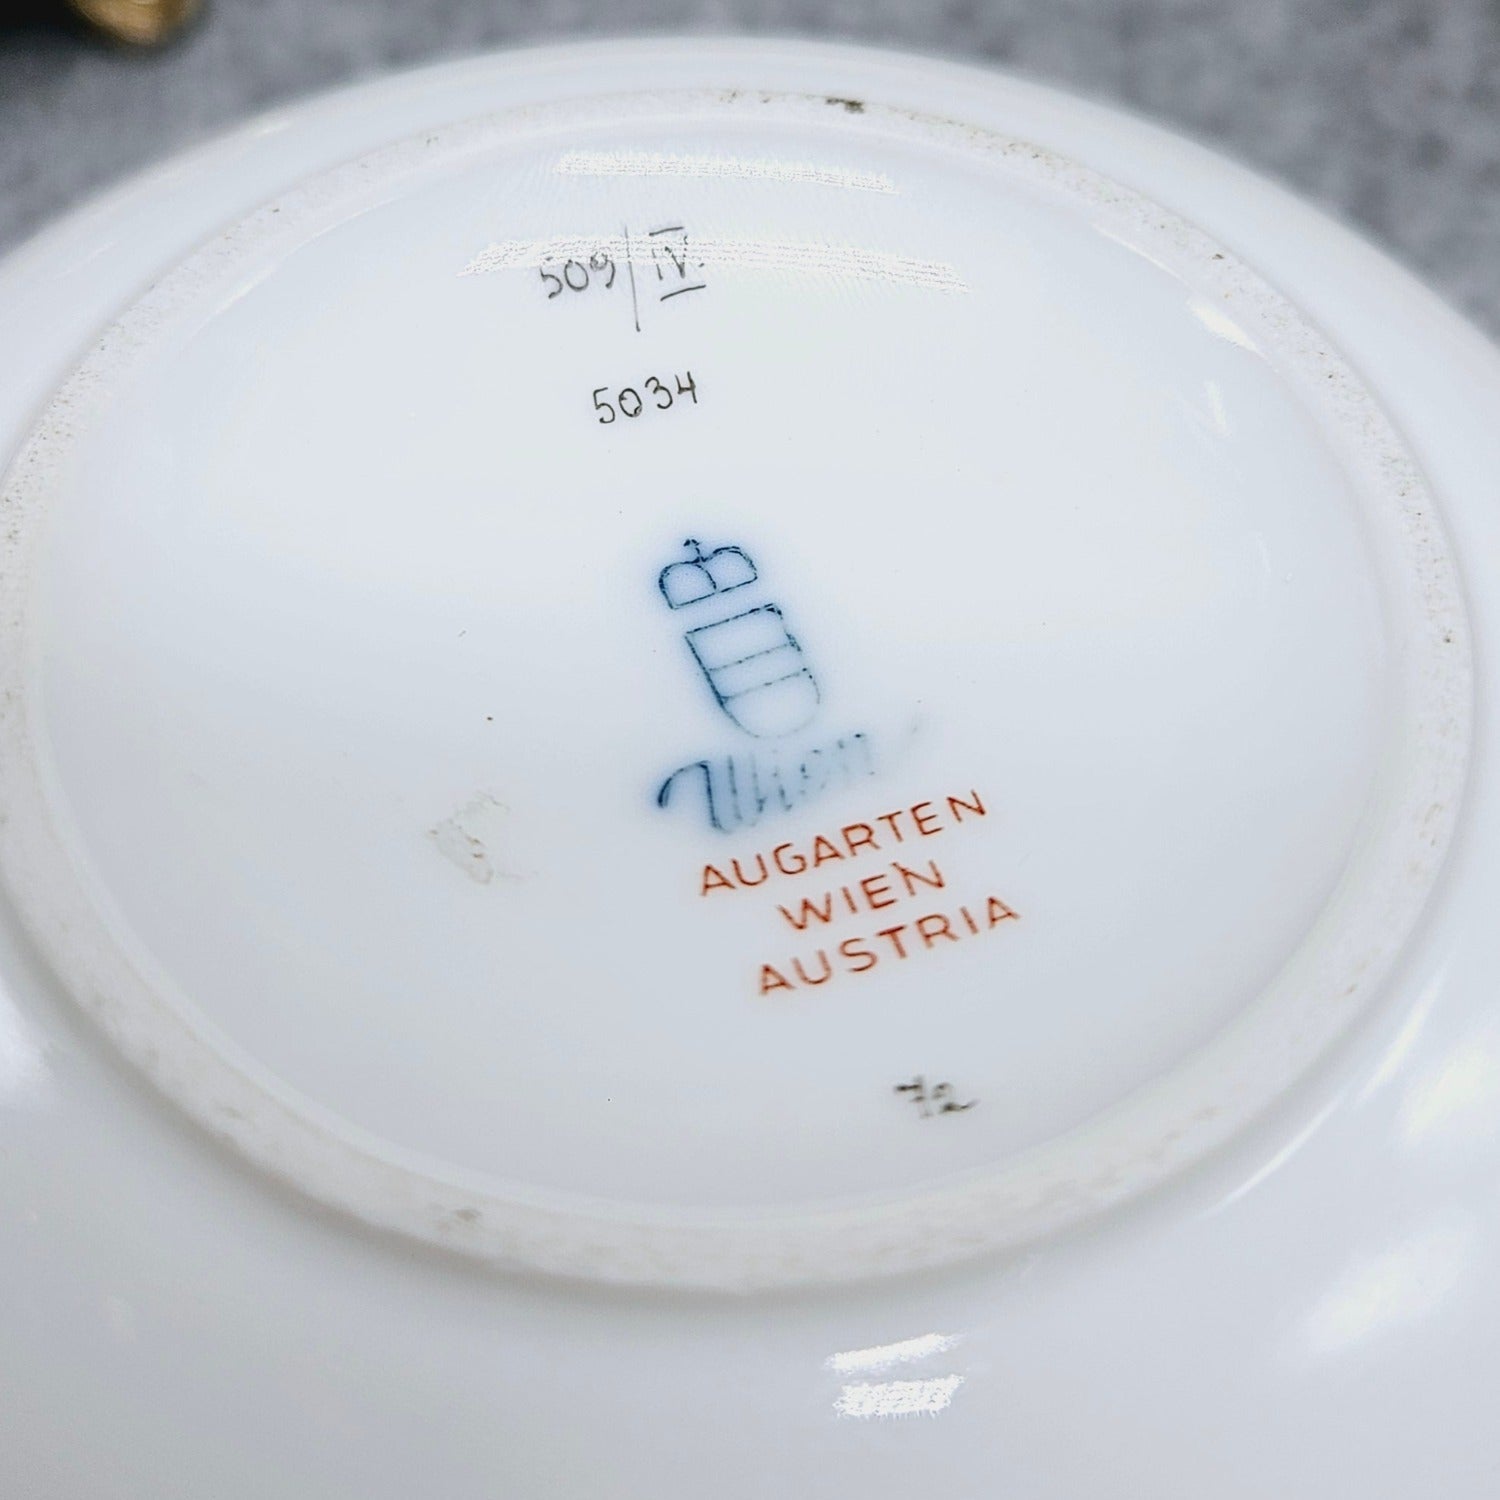 509/IV.
5034
Wien
AUGARTEN
WIEN
AUSTRIA
72